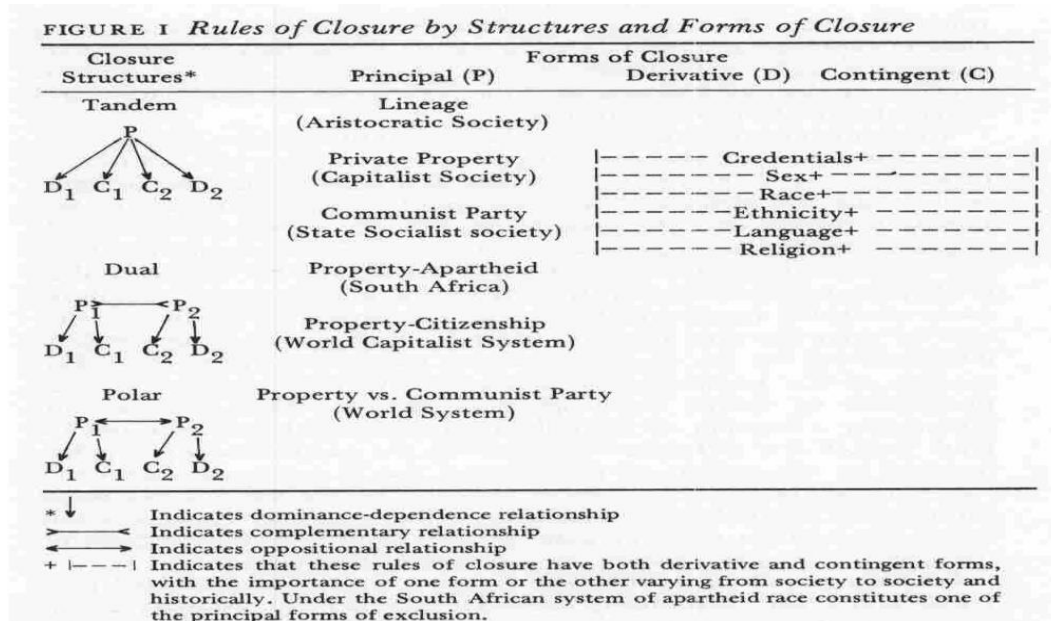 FIGURE I Rules of Closure by Structures and Forms of Closure
Closure Structures* Forms of Closure
Principal (P) Derivative (D) Contingent (C)
Tandem Lineage
(Aristocratic Society)
P
Private Property |– – – – – – Credentials+ – – – – – –|
(Capitalist Society) |– – – – – – Sex+ – – – – – –|
D1 C1 C2 D2 |– – – – – – Race+ – – – – – –|
Communist Party |– – – – – – Ethnicity+ – – – – – –|
(State Socialist society) |– – – – – – Language+ – – – – – –|
|– – – – – – Religion+ – – – – – –|
Dual Property-Apartheid
(South Africa)
P1 >——< P2
Property-Citizenship
D1 C1 C2 D2 (World Capitalist System)
Polar Property vs. Communist Party
P1 ↔ P2 (World System)
D1 C1 C2 D2
* ↓ Indicates dominance-dependence relationship
>——< Indicates complementary relationship
↔ Indicates oppositional relationship
+ |– – – –| Indicates that these rules of closure have both derivative and contingent forms,
with the importance of one form or the other varying from society to society and
historically. Under the South African system of apartheid race constitutes one of
the principal forms of exclusion.